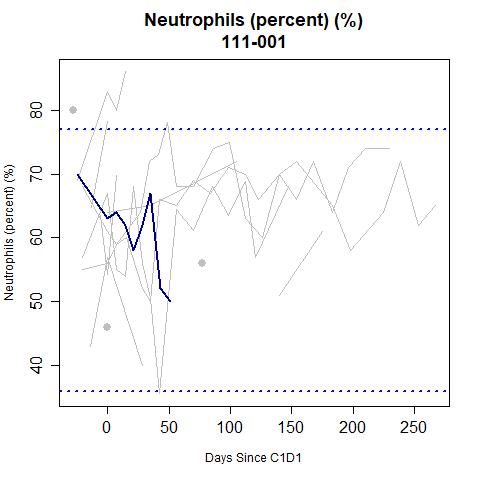 Neutrophils (percent) (%)
111-001
80
70
60
50
40
Neutrophils (percent) (%)
0 50 100 150 200 250
Days Since C1D1